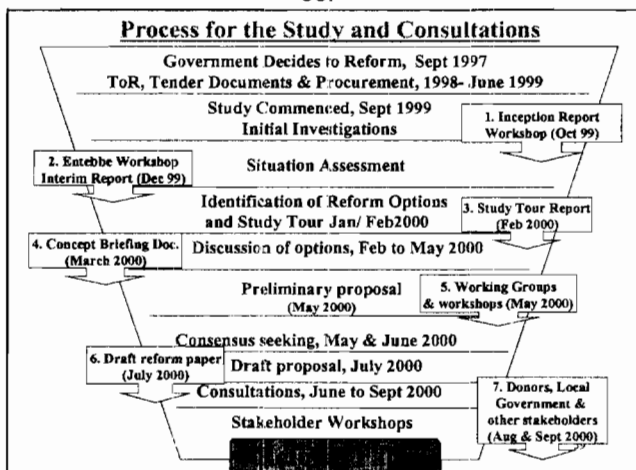 Process for the Study and Consultations
Government Decides to Reform, Sept 1997
ToR, Tender Documents & Procurement, 1998- June 1999
Study Commenced, Sept 1999
Initial Investigations
1. Inception Report
Workshop (Oct 99)
2. Entebbe Workshop
Interim Report (Dec 99)
Situation Assessment
Identification of Reform Options
and Study Tour Jan/ Feb2000
3. Study Tour Report
(Feb 2000)
4. Concept Briefing Doc.
(March 2000)
Discussion of options, Feb to May 2000
Preliminary proposal
(May 2000)
5. Working Groups
& workshops (May 2000)
Consensus seeking, May & June 2000
6. Draft reform paper
(July 2000)
Draft proposal, July 2000
Consultations, June to Sept 2000
7. Donors, Local
Government &
other stakeholders
(Aug & Sept 2000)
Stakeholder Workshops